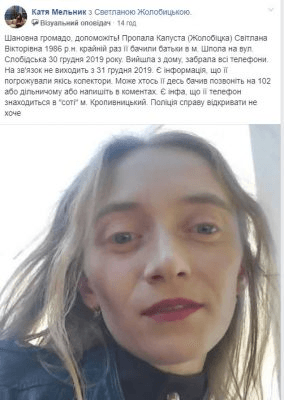 Катя Мельник з Светланою Жолобицькою.
Візуальний оповідач · 14 год
Шановна громадо, допоможіть! Пропала Капуста (Жолобіцка) Світлана
Вікторівна 1986 р.н. крайній раз її бачили батьки в м. Шпола на вул.
Слобідська 30 грудня 2019 року. Вийшла з дому, забрала всі телефони.
На зв'язок не виходить з 31 грудня 2019. Є інформація, що її
погрожували якісь колектори. Може хтось її десь бачив позвоніть на 102
або дільничому або напишіть в коментах. Є інфа, що її телефон
знаходиться в "соті" м. Кропивницький. Поліція справу відкривати не
хоче